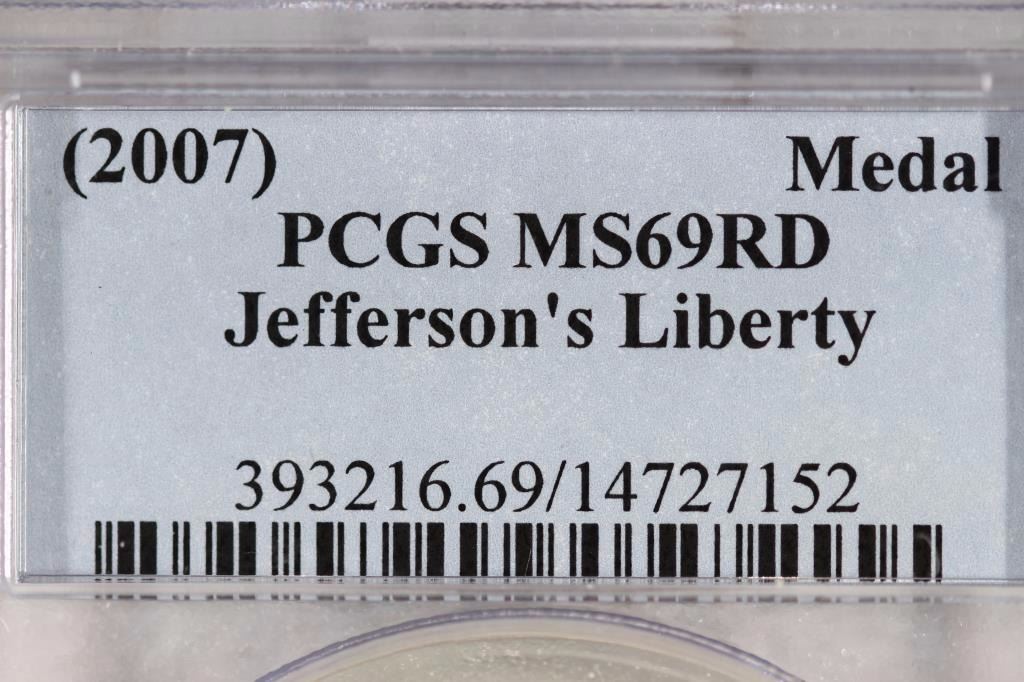 (2007) Medal
PCGS MS69RD
Jefferson's Liberty
393216.69/14727152